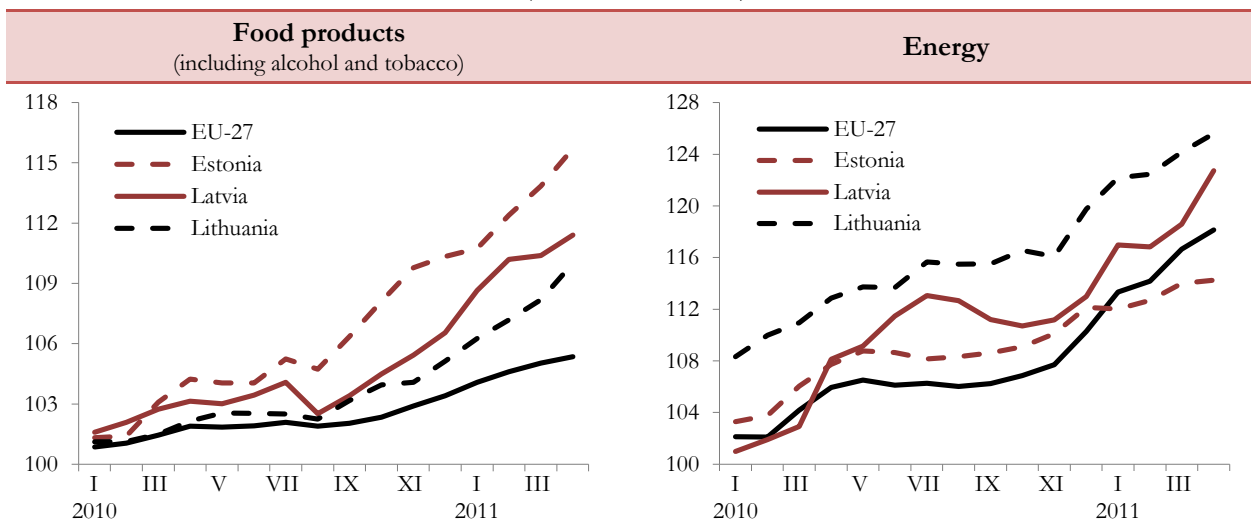 Food products
(including alcohol and tobacco)
Energy
118
115
112
109
106
103
100
EU-27
Estonia
Latvia
Lithuania
I III V VII IX XI I III
2010 2011
128
124
120
116
112
108
104
100
EU-27
Estonia
Latvia
Lithuania
I III V VII IX XI I III
2010 2011